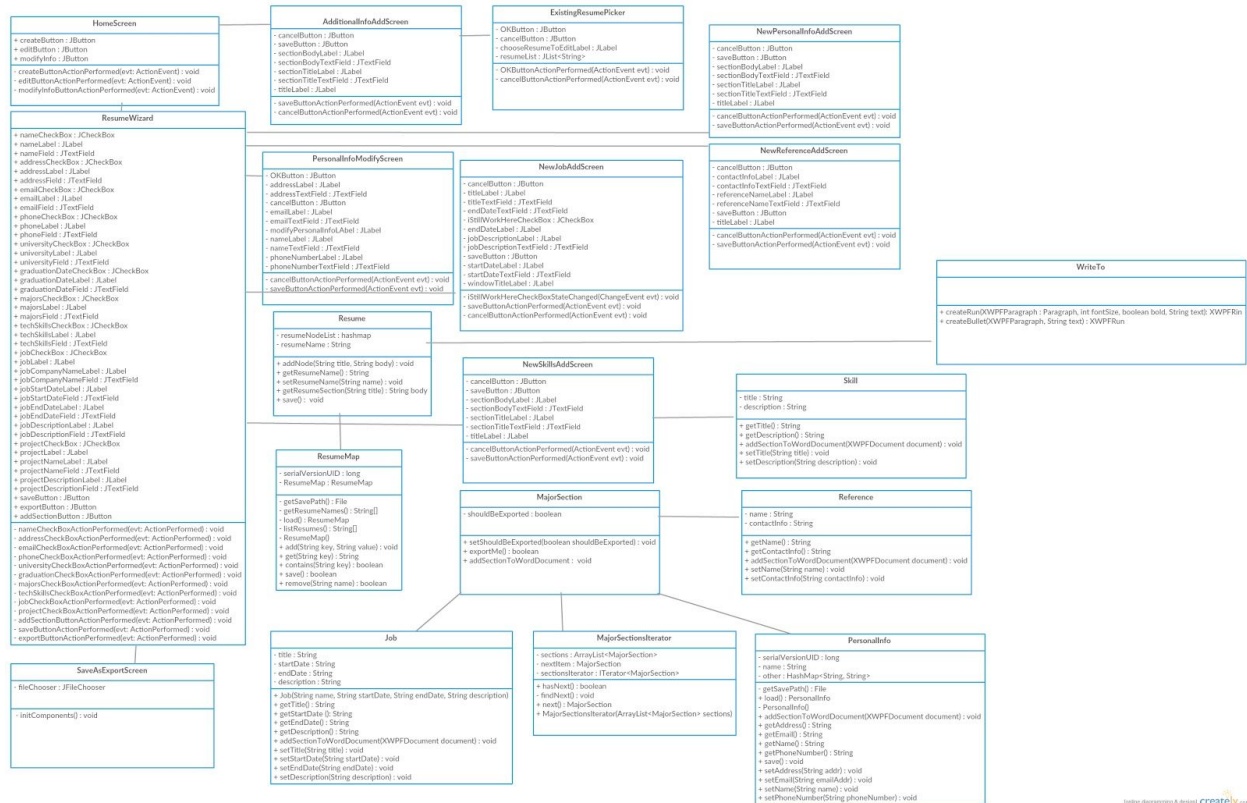 HomeScreen
+ createButton : JButton
+ editButton : JButton
+ modifyInfo : JButton
- createButtonActionPerformed(evt: ActionEvent) : void
- editButtonActionPerformed(evt: ActionEvent) : void
- modifyInfoButtonActionPerformed(evt: ActionEvent) : void
AdditionalInfoAddScreen
- cancelButton : JButton
- saveButton : JButton
- sectionBodyLabel : JLabel
- sectionBodyTextField : JTextField
- sectionTitleLabel : JLabel
- sectionTitleTextField : JTextField
- titleLabel : JLabel
- saveButtonActionPerformed(ActionEvent evt) : void
- cancelButtonActionPerformed(ActionEvent evt) : void
ExistingResumePicker
- OKButton : JButton
- cancelButton : JButton
- chooseResumeToEditLabel : JLabel
- resumeList : JList<String>
- OKButtonActionPerformed(ActionEvent evt) : void
- cancelButtonActionPerformed(ActionEvent evt) : void
NewPersonalInfoAddScreen
- cancelButton : JButton
- saveButton : JButton
- sectionBodyLabel : JLabel
- sectionBodyTextField : JTextField
- sectionTitleLabel : JLabel
- sectionTitleTextField : JTextField
- titleLabel : JLabel
- cancelButtonActionPerformed(ActionEvent evt) : void
- saveButtonActionPerformed(ActionEvent evt) : void
ResumeWizard
+ nameCheckBox : JCheckBox
+ nameLabel : JLabel
+ nameField : JTextField
+ addressCheckBox : JCheckBox
+ addressLabel : JLabel
+ addressField : JTextField
+ emailCheckBox : JCheckBox
+ emailLabel : JLabel
+ emailField : JTextField
+ phoneCheckBox : JCheckBox
+ phoneLabel : JLabel
+ phoneField : JTextField
+ universityCheckBox : JCheckBox
+ universityLabel : JLabel
+ universityField : JTextField
+ graduationDateCheckBox : JCheckBox
+ graduationDateLabel : JLabel
+ graduationDateField : JTextField
+ majorsCheckBox : JCheckBox
+ majorsLabel : JLabel
+ majorsField : JTextField
+ techSkillsCheckBox : JCheckBox
+ techSkillsLabel : JLabel
+ techSkillsField : JTextField
+ jobCheckBox : JCheckBox
+ jobLabel : JLabel
+ jobCompanyNameLabel : JLabel
+ jobCompanyNameField : JTextField
+ jobStartDateLabel : JLabel
+ jobStartDateField : JTextField
+ jobEndDateLabel : JLabel
+ jobEndDateField : JTextField
+ jobDescriptionLabel : JLabel
+ jobDescriptionField : JTextField
+ projectCheckBox : JCheckBox
+ projectLabel : JLabel
+ projectNameLabel : JLabel
+ projectNameField : JTextField
+ projectDescriptionLabel : JLabel
+ projectDescriptionField : JTextField
+ saveButton : JButton
+ exportButton : JButton
+ addSectionButton : JButton
- nameCheckBoxActionPerformed(evt: ActionPerformed) : void
- addressCheckBoxActionPerformed(evt: ActionPerformed) : void
- emailCheckBoxActionPerformed(evt: ActionPerformed) : void
- phoneCheckBoxActionPerformed(evt: ActionPerformed) : void
- universityCheckBoxActionPerformed(evt: ActionPerformed) : void
- graduationCheckBoxActionPerformed(evt: ActionPerformed) : void
- majorsCheckBoxActionPerformed(evt: ActionPerformed) : void
- techSkillsCheckBoxActionPerformed(evt: ActionPerformed) : void
- jobCheckBoxActionPerformed(evt: ActionPerformed) : void
- projectCheckBoxActionPerformed(evt: ActionPerformed) : void
- addSectionButtonActionPerformed(evt: ActionPerformed) : void
- saveButtonActionPerformed(evt: ActionPerformed) : void
- exportButtonActionPerformed(evt: ActionPerformed) : void
PersonalInfoModifyScreen
- OKButton : JButton
- addressLabel : JLabel
- addressTextField : JTextField
- cancelButton : JButton
- emailLabel : JLabel
- emailTextField : JTextField
- modifyPersonalInfoLAbel : JLabel
- nameLabel : JLabel
- nameTextField : JTextField
- phoneNumberLabel : JLabel
- phoneNumberTextField : JTextField
- cancelButtonActionPerformed(ActionEvent evt) : void
- saveButtonActionPerformed(ActionEvent evt) : void
NewJobAddScreen
- cancelButton : JButton
- titleLabel : JLabel
- titleTextField : JTextField
- endDateTextField : JTextField
- iStillWorkHereCheckBox : JCheckBox
- endDateLabel : JLabel
- jobDescriptionLabel : JLabel
- jobDescriptionTextField : JTextField
- saveButton : JButton
- startDateLabel : JLabel
- startDateTextField : JTextField
- windowTitleLabel : JLabel
- iStillWorkHereCheckBoxStateChanged(ChangeEvent evt) : void
- saveButtonActionPerformed(ActionEvent evt) : void
- cancelButtonActionPerformed(ActionEvent evt) : void
NewReferenceAddScreen
- cancelButton : JButton
- contactInfoLabel : JLabel
- contactInfoTextField : JTextField
- referenceNameLabel : JLabel
- referenceNameTextField : JTextField
- saveButton : JButton
- titleLabel : JLabel
- cancelButtonActionPerformed(ActionEvent evt) : void
- saveButtonActionPerformed(ActionEvent evt) : void
WriteTo
+ createRun(XWPFParagraph : Paragraph, int fontSize, boolean bold, String text): XWPFRin
+ createBullet(XWPFParagraph, String text) : XWPFRun
Resume
- resumeNodeList : hashmap
- resumeName : String
+ addNode(String title, String body) : void
+ getResumeName() : String
+ setResumeName(String name) : void
+ getResumeSection(String title) : String body
+ save() : void
NewSkillsAddScreen
- cancelButton : JButton
- saveButton : JButton
- sectionBodyLabel : JLabel
- sectionBodyTextField : JTextField
- sectionTitleLabel : JLabel
- sectionTitleTextField : JTextField
- titleLabel : JLabel
- cancelButtonActionPerformed(ActionEvent evt) : void
- saveButtonActionPerformed(ActionEvent evt) : void
Skill
- title : String
- description : String
+ getTitle() : String
+ getDescription() : String
+ addSectionToWordDocument(XWPFDocument document) : void
+ setTitle(String title) : void
+ setDescription(String description) : void
ResumeMap
- serialVersionUID : long
- ResumeMap : ResumeMap
- getSavePath() : File
- getResumeNames() : String[]
- load() : ResumeMap
- listResumes() : String[]
- ResumeMap()
+ add(String key, String value) : void
+ get(String key) : String
+ contains(String key) : boolean
+ save() : boolean
+ remove(String name) : boolean
MajorSection
- shouldBeExported : boolean
+ setShouldBeExported(boolean shouldBeExported) : void
+ exportMe() : boolean
+ addSectionToWordDocument : void
Reference
- name : String
- contactInfo : String
+ getName() : String
+ getContactInfo() : String
+ addSectionToWordDocument(XWPFDocument document) : void
+ setName(String name) : void
+ setContactInfo(String contactInfo) : void
SaveAsExportScreen
- fileChooser : JFileChooser
- initComponents() : void
Job
- title : String
- startDate : String
- endDate : String
- description : String
+ Job(String name, String startDate, String endDate, String description)
+ getTitle() : String
+ getStartDate () : String
+ getEndDate() : String
+ getDescription() : String
+ addSectionToWordDocument(XWPFDocument document) : void
+ setTitle(String title) : void
+ setStartDate(String startDate) : void
+ setEndDate(String endDate) : void
+ setDescription(String description) : void
MajorSectionsIterator
- sections : ArrayList<MajorSection>
- nextItem : MajorSection
- sectionsIterator : ITerator<MajorSection>
+ hasNext() : boolean
- findNext() : void
+ next() : MajorSection
+ MajorSectionsIterator(ArrayList<MajorSection> sections)
PersonalInfo
- serialVersionUID : long
- name : String
- other : HashMap<String, String>
- getSavePath() : File
+ load() : PersonalInfo
- PersonalInfo()
+ addSectionToWordDocument(XWPFDocument document) : void
+ getAddress() : String
+ getEmail() : String
+ getName() : String
+ getPhoneNumber() : String
+ save() : void
+ setAddress(String addr) : void
+ setEmail(String emailAddr) : void
+ setName(String name) : void
+ setPhoneNumber(String phoneNumber) : void